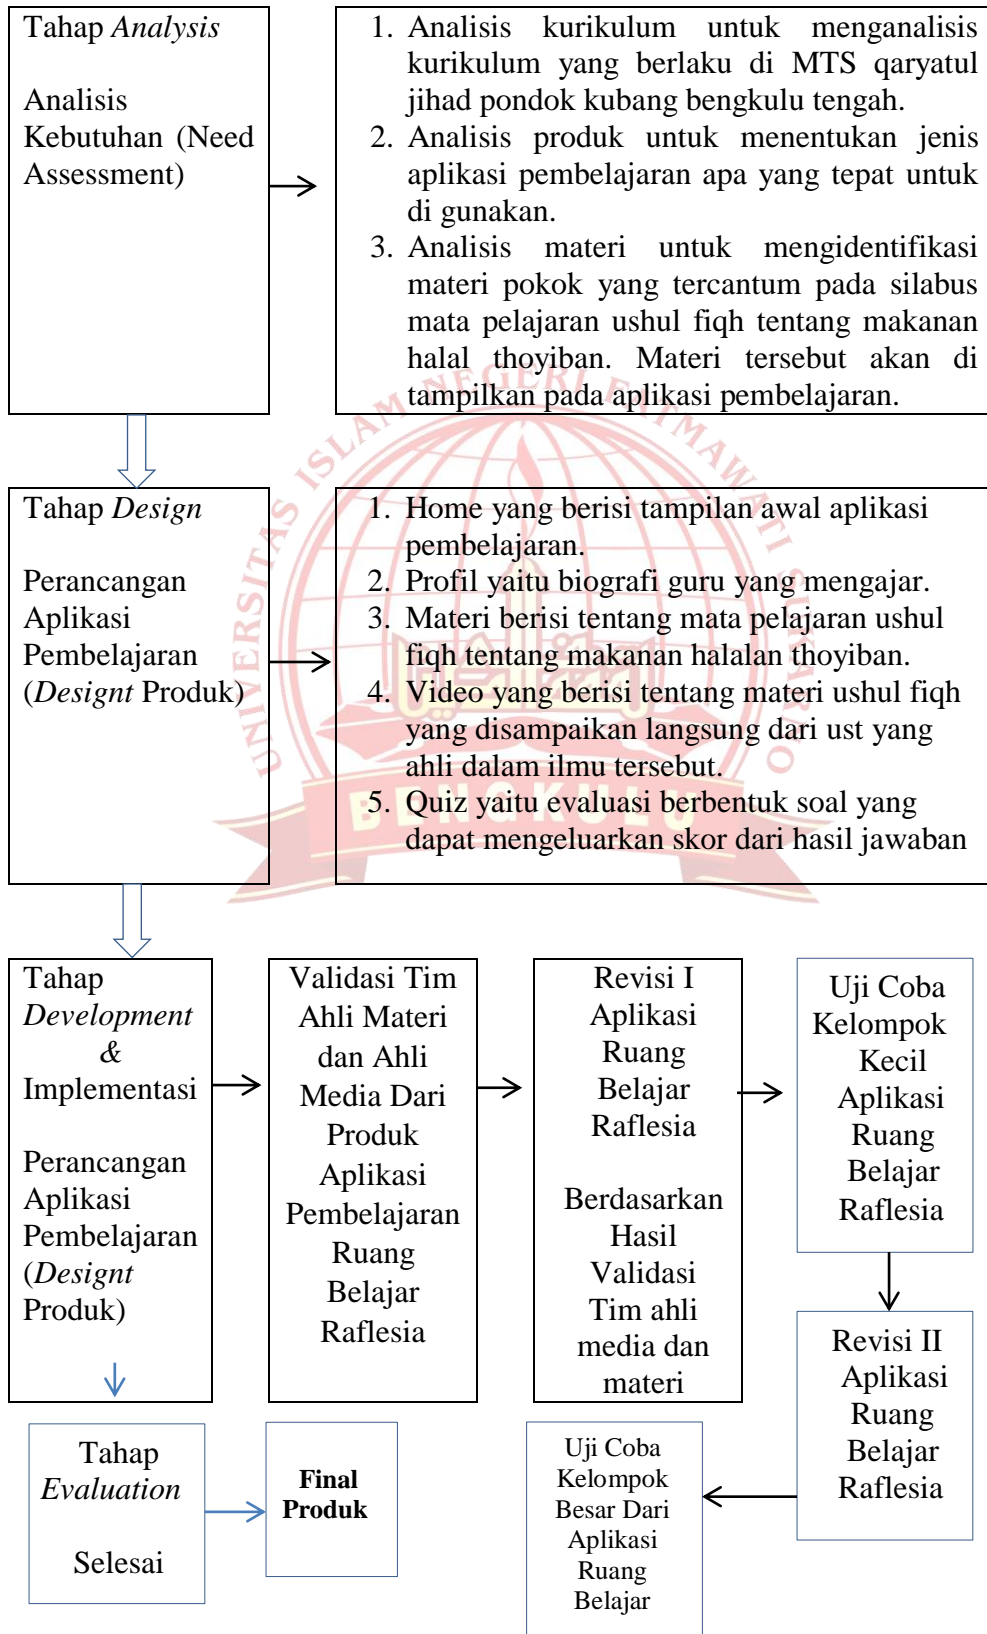 Tahap Analysis
Analisis
Kebutuhan (Need
Assessment)
1. Analisis kurikulum untuk menganalisis
kurikulum yang berlaku di MTS qaryatul
jihad pondok kubang bengkulu tengah.
2. Analisis produk untuk menentukan jenis
aplikasi pembelajaran apa yang tepat untuk
di gunakan.
3. Analisis materi untuk mengidentifikasi
materi pokok yang tercantum pada silabus
mata pelajaran ushul fiqh tentang makanan
halal thoyiban. Materi tersebut akan di
tampilkan pada aplikasi pembelajaran.
Tahap Design
Perancangan
Aplikasi
Pembelajaran
(Designt Produk)
1. Home yang berisi tampilan awal aplikasi
pembelajaran.
2. Profil yaitu biografi guru yang mengajar.
3. Materi berisi tentang mata pelajaran ushul
fiqh tentang makanan halalan thoyiban.
4. Video yang berisi tentang materi ushul fiqh
yang disampaikan langsung dari ust yang
ahli dalam ilmu tersebut.
5. Quiz yaitu evaluasi berbentuk soal yang
dapat mengeluarkan skor dari hasil jawaban
UNIVERSITAS ISLAM NEGERI FATMAWATI SUKARNO
BENGKULU
Tahap
Development
&
Implementasi
Perancangan
Aplikasi
Pembelajaran
(Designt
Produk)
Validasi Tim
Ahli Materi
dan Ahli
Media Dari
Produk
Aplikasi
Pembelajaran
Ruang
Belajar
Raflesia
Revisi I
Aplikasi
Ruang
Belajar
Raflesia
Berdasarkan
Hasil
Validasi
Tim ahli
media dan
materi
Uji Coba
Kelompok
Kecil
Aplikasi
Ruang
Belajar
Raflesia
Revisi II
Aplikasi
Ruang
Belajar
Raflesia
Uji Coba
Kelompok
Besar Dari
Aplikasi
Ruang
Belajar
Tahap
Evaluation
Selesai
Final
Produk